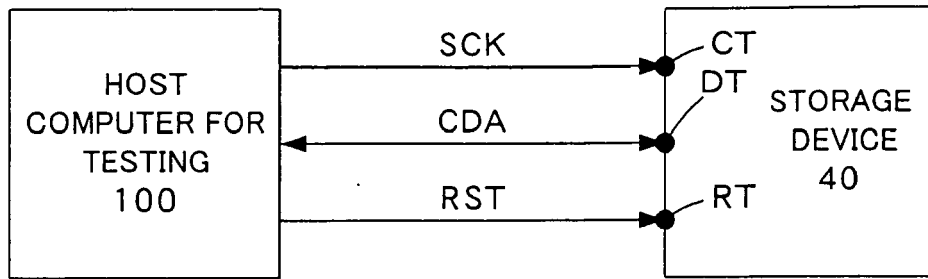 HOST
COMPUTER FOR
TESTING
100
SCK
CDA
RST
CT
DT
RT
STORAGE
DEVICE
40